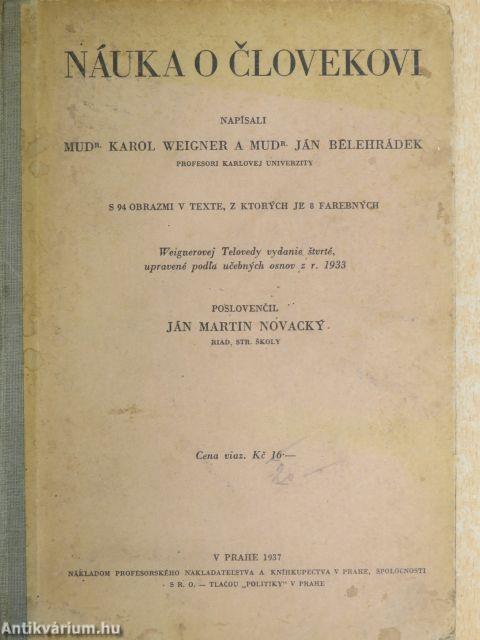 NÁUKA O ČLOVEKOVI
NAPÍSALI
MUDR. KAROL WEIGNER A MUDR. JÁN BĚLEHRÁDEK
PROFESORI KARLOVEJ UNIVERZITY
S 94 OBRAZMI V TEXTE, Z KTORÝCH JE 8 FAREBNÝCH
Weignerovej Telovedy vydanie štvrté,
upravené podľa učebných osnov z r. 1933
POSLOVENČIL
JÁN MARTIN NOVACKÝ
RIAD. STR. ŠKOLY
Cena viaz. Kč 16·—
20—
V PRAHE 1937
NÁKLADOM PROFESORSKÉHO NAKLADATEĽSTVA A KNÍHKUPECTVA V PRAHE, SPOLOČNOSTI
S R. O. — TLAČOU „POLITIKY" V PRAHE
Antikvárium.hu